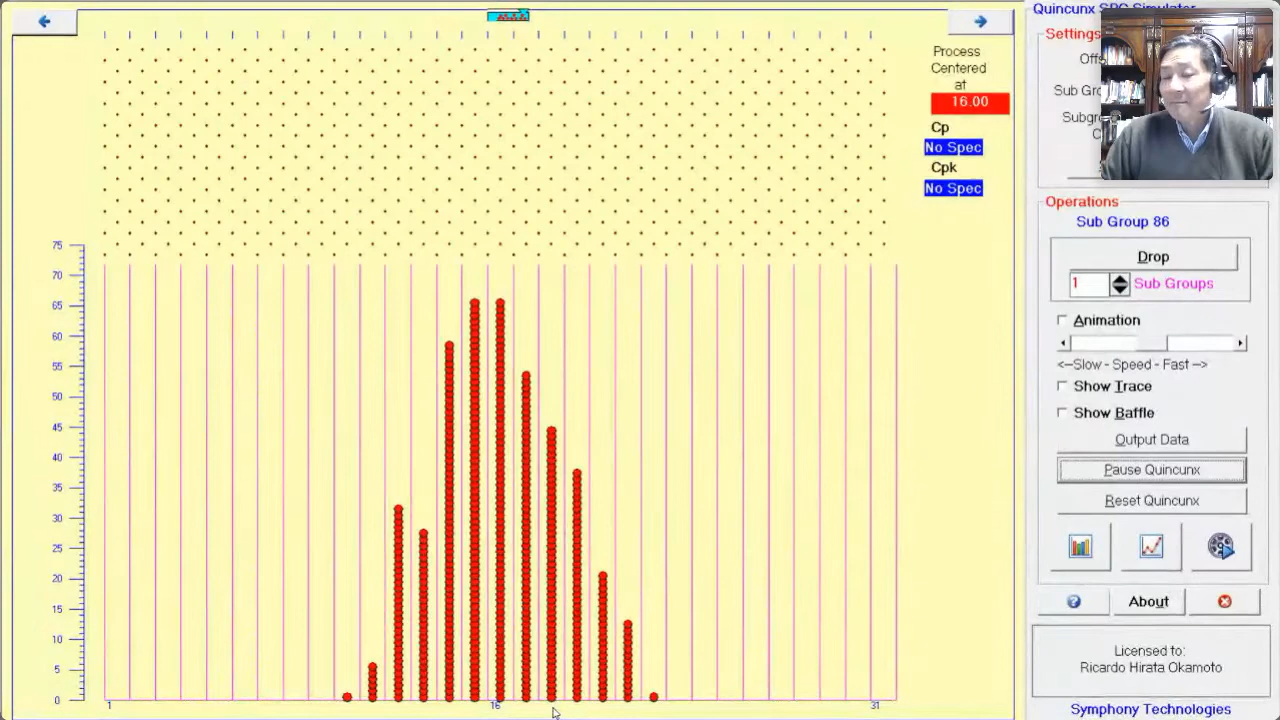 Quincunx SPC Simulator
Process
Centered
at
16.00
Cp
No Spec
Cpk
No Spec
Settings
Sub
Operations
Sub Group 86
Drop
1
Sub Groups
Animation
<--Slow - Speed - Fast -->
Show Trace
Show Baffle
Output Data
Pause Quincunx
Reset Quincunx
About
Licensed to:
Ricardo Hirata Okamoto
Symphony Technologies
75
70
65
60
55
50
45
40
35
30
25
20
15
10
5
0
1
16
31